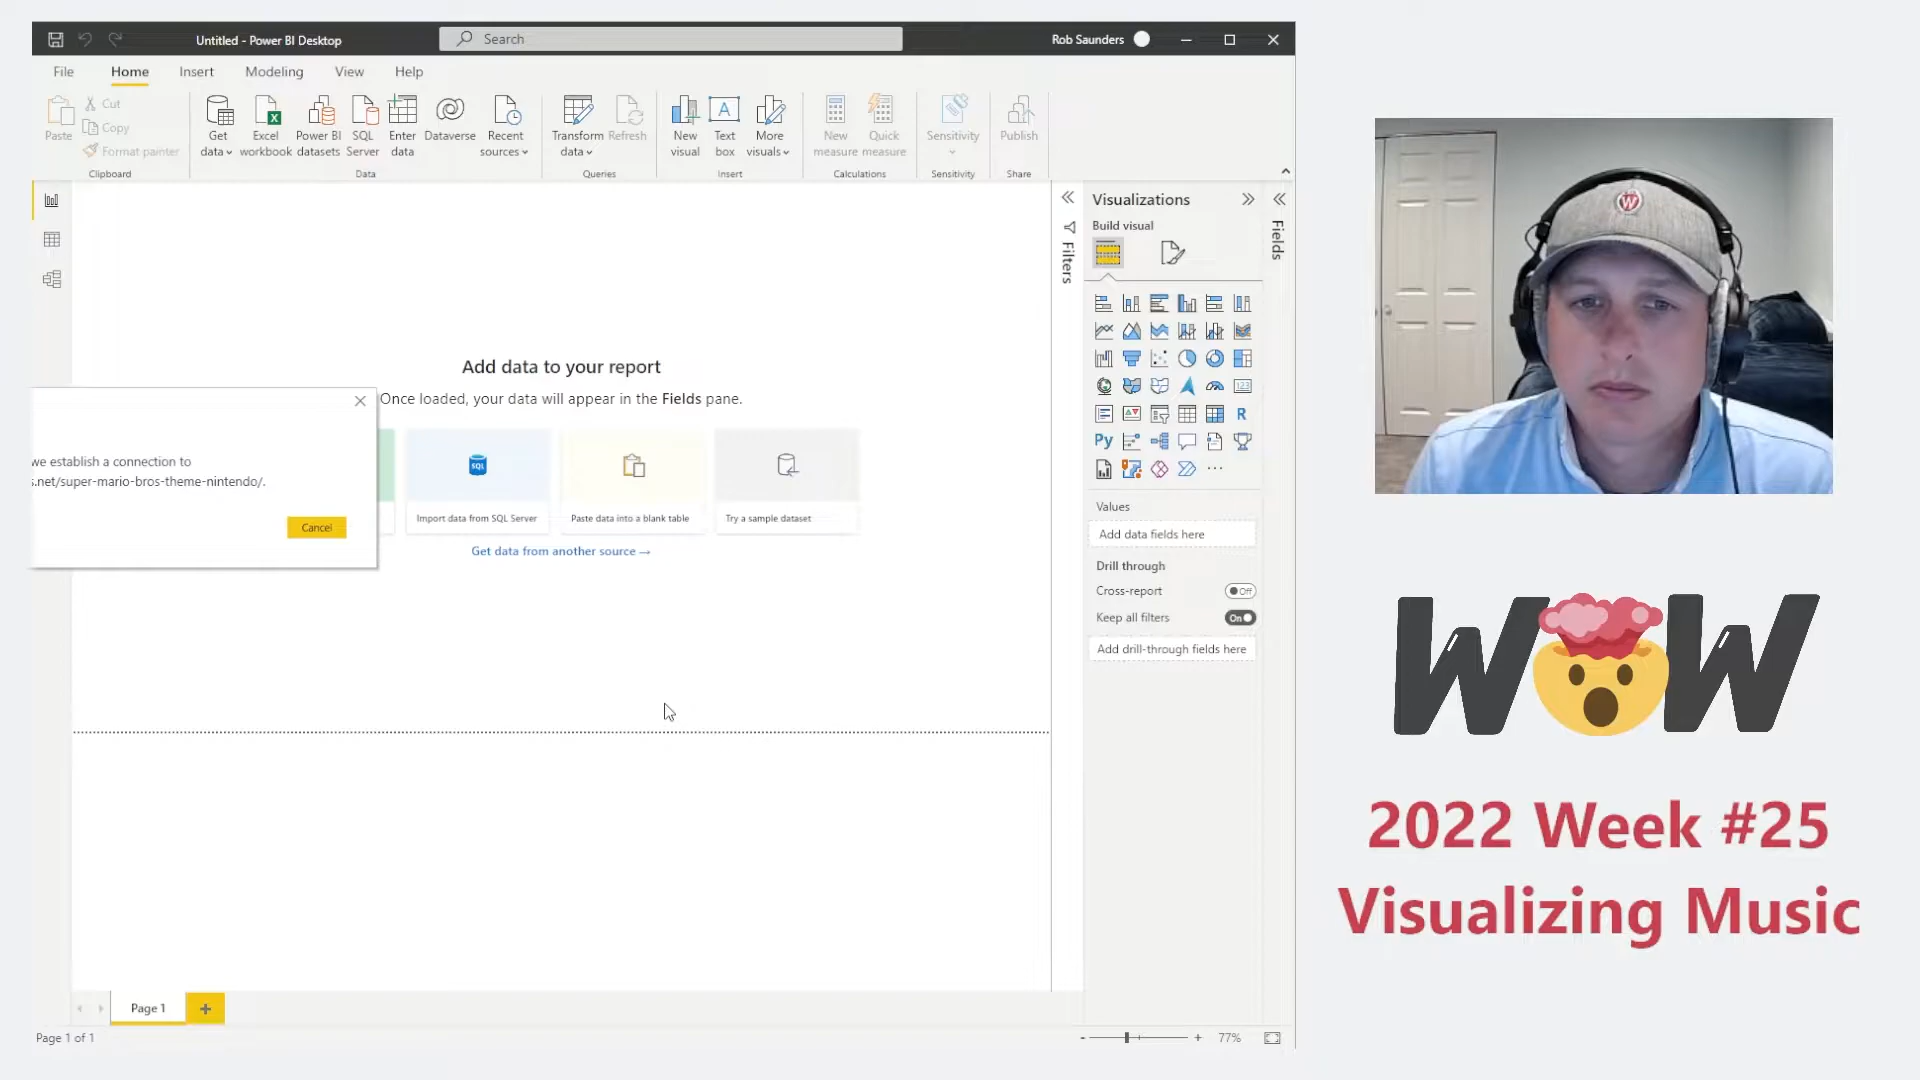 Untitled - Power BI Desktop
Search
Rob Saunders
File Home Insert Modeling View Help
Paste
Cut
Copy
Format painter
Clipboard
Get data
Excel workbook
Power BI datasets
SQL Server
Enter data
Dataverse
Recent sources
Data
Transform data
Refresh
Queries
New visual
Text box
More visuals
Insert
New measure
Quick measure
Calculations
Sensitivity
Sensitivity
Publish
Share
Add data to your report
Once loaded, your data will appear in the Fields pane.
we establish a connection to
s.net/super-mario-bros-theme-nintendo/.
Cancel
SQL
Import data from SQL Server
Paste data into a blank table
Try a sample dataset
Get data from another source →
Filters
Visualizations
Build visual
Fields
123
R
Py
Values
Add data fields here
Drill through
Cross-report
Off
Keep all filters
On
Add drill-through fields here
Page 1
Page 1 of 1
- + 77%
W
WOW
2022 Week #25
Visualizing Music